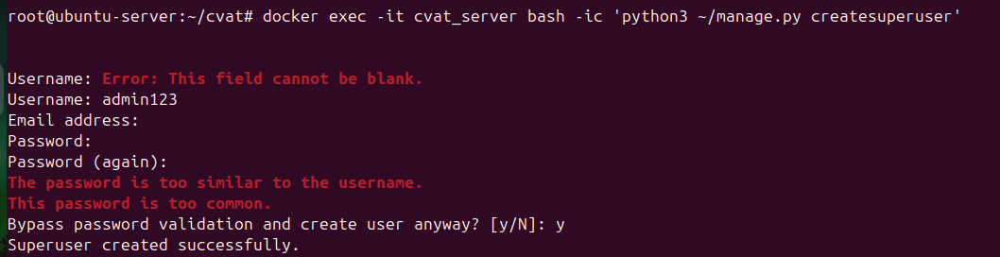 root@ubuntu-server:~/cvat# docker exec -it cvat_server bash -ic 'python3 ~/manage.py createsuperuser'
Username: Error: This field cannot be blank.
Username: admin123
Email address:
Password:
Password (again):
The password is too similar to the username.
This password is too common.
Bypass password validation and create user anyway? [y/N]: y
Superuser created successfully.